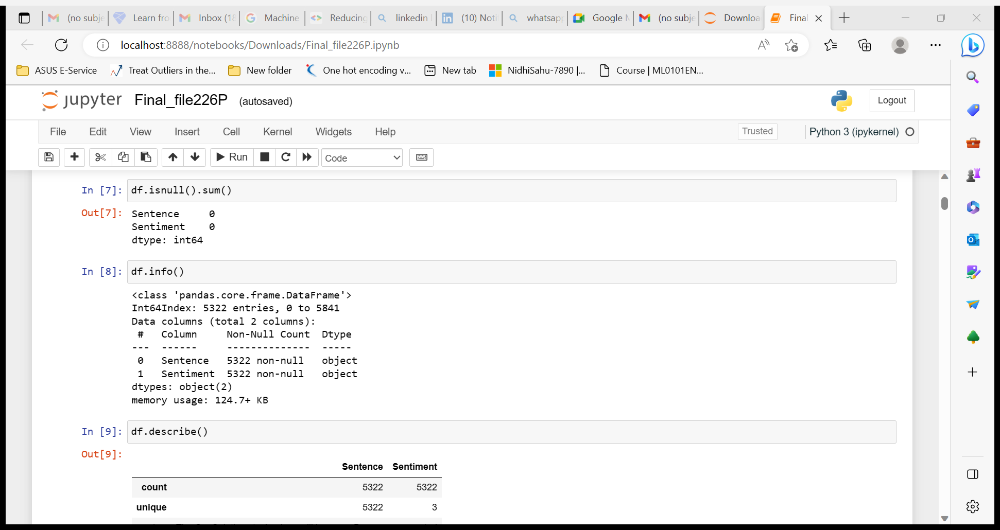 (no subje
Learn fro
Inbox (18
Machine
Reducing
linkedin
(10) Noti
whatsapp
Google M
(no subje
Downloa
Final
localhost:8888/notebooks/Downloads/Final_file226P.ipynb
ASUS E-Service
Treat Outliers in the...
New folder
One hot encoding v...
New tab
NidhiSahu-7890 |...
Course | ML0101EN...
jupyter Final_file226P (autosaved)
Logout
File Edit View Insert Cell Kernel Widgets Help
Trusted
Python 3 (ipykernel)
Run
Code
In [7]: df.isnull().sum()
Out[7]: Sentence 0
Sentiment 0
dtype: int64
In [8]: df.info()
<class 'pandas.core.frame.DataFrame'>
Int64Index: 5322 entries, 0 to 5841
Data columns (total 2 columns):
# Column Non-Null Count Dtype
--- ------ -------------- -----
0 Sentence 5322 non-null object
1 Sentiment 5322 non-null object
dtypes: object(2)
memory usage: 124.7+ KB
In [9]: df.describe()
Out[9]:
Sentence Sentiment
count 5322 5322
unique 5322 3